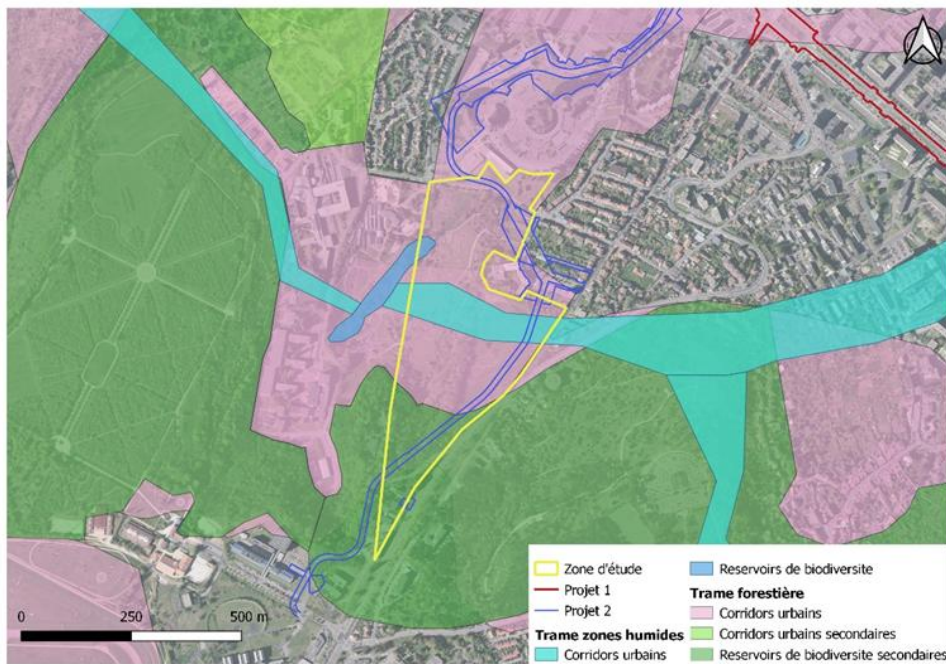 Zone d'étude
Projet 1
Projet 2
Trame zones humides
Corridors urbains
Reservoirs de biodiversite
Trame forestière
Corridors urbains
Corridors urbains secondaires
Reservoirs de biodiversite secondaires
0 250 500 m